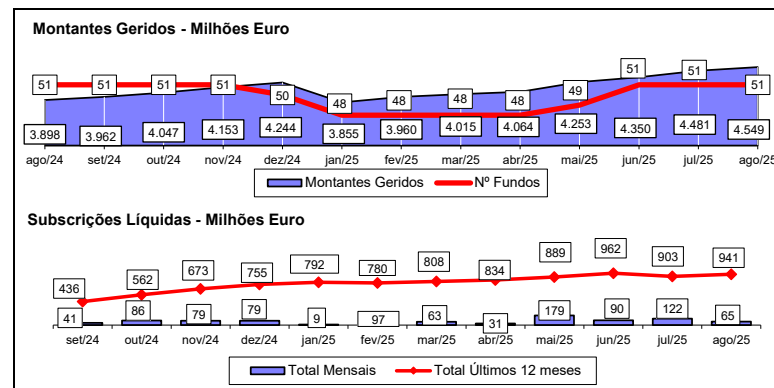 Montantes Geridos - Milhões Euro
51 51 51 51 50 48 48 48 48 49 51 51 51
3.898 3.962 4.047 4.153 4.244 3.855 3.960 4.015 4.064 4.253 4.350 4.481 4.549
ago/24 set/24 out/24 nov/24 dez/24 jan/25 fev/25 mar/25 abr/25 mai/25 jun/25 jul/25 ago/25
Montantes Geridos Nº Fundos
Subscrições Líquidas - Milhões Euro
436 562 673 755 792 780 808 834 889 962 903 941
41 86 79 79 9 97 63 31 179 90 122 65
set/24 out/24 nov/24 dez/24 jan/25 fev/25 mar/25 abr/25 mai/25 jun/25 jul/25 ago/25
Total Mensais Total Últimos 12 meses